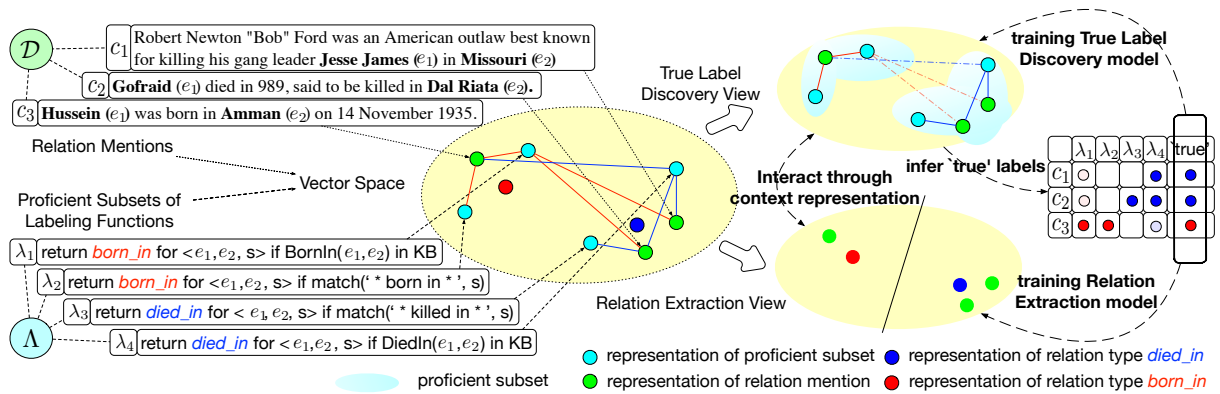 D
c1 Robert Newton "Bob" Ford was an American outlaw best known
for killing his gang leader Jesse James (e1) in Missouri (e2)
c2 Gofraid (e1) died in 989, said to be killed in Dal Riata (e2).
c3 Hussein (e1) was born in Amman (e2) on 14 November 1935.
Relation Mentions
Vector Space
Proficient Subsets of
Labeling Functions
λ1 return born_in for <e1,e2, s> if BornIn(e1,e2) in KB
λ2 return born_in for <e1,e2, s> if match(‘ * born in * ’, s)
λ3 return died_in for < e1, e2, s> if match(‘ * killed in * ’, s)
λ4 return died_in for <e1,e2, s> if DiedIn(e1,e2) in KB
Λ
True Label
Discovery View
Relation Extraction View
training True Label
Discovery model
infer 'true' labels
Interact through
context representation
training Relation
Extraction model
λ1 λ2 λ3 λ4 'true'
c1
c2
c3
proficient subset
representation of proficient subset
representation of relation mention
representation of relation type died_in
representation of relation type born_in